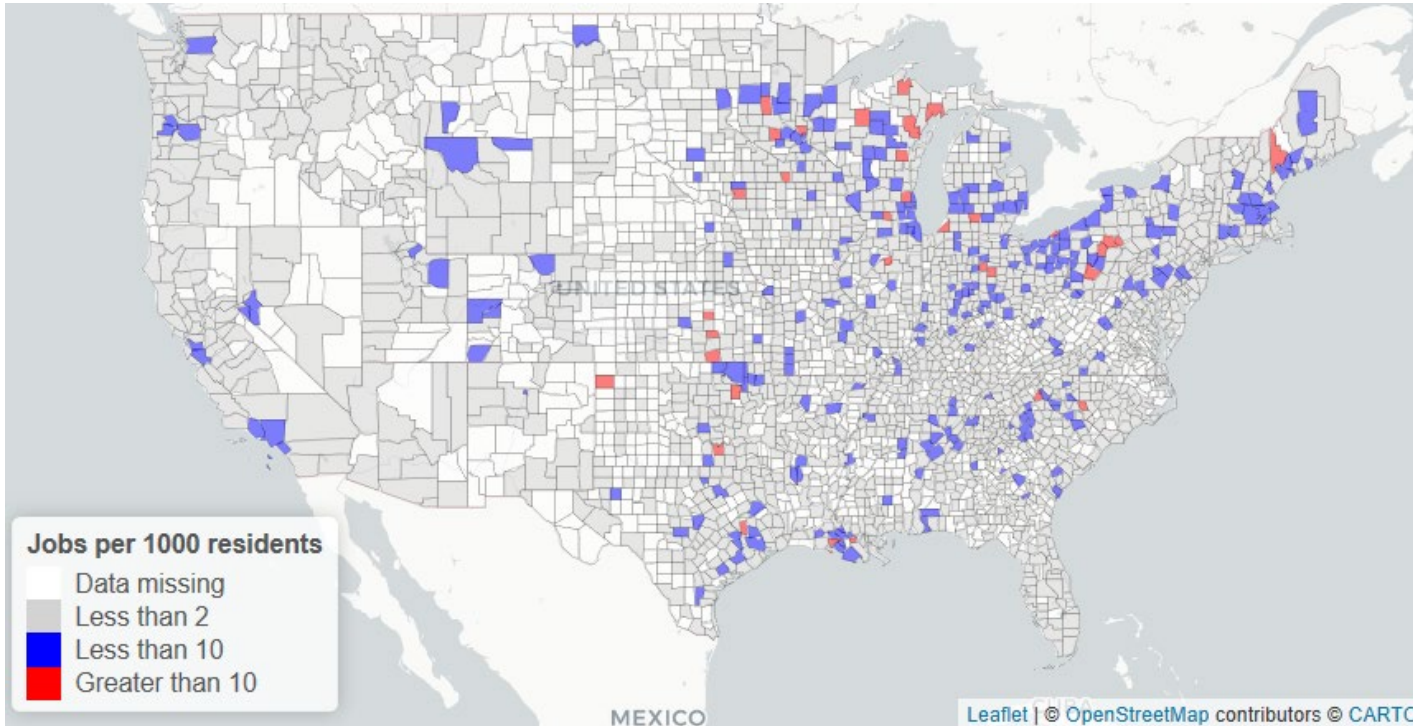 UNITED STATES
Jobs per 1000 residents
Data missing
Less than 2
Less than 10
Greater than 10
MEXICO
CUBA
Leaflet | © OpenStreetMap contributors © CARTO